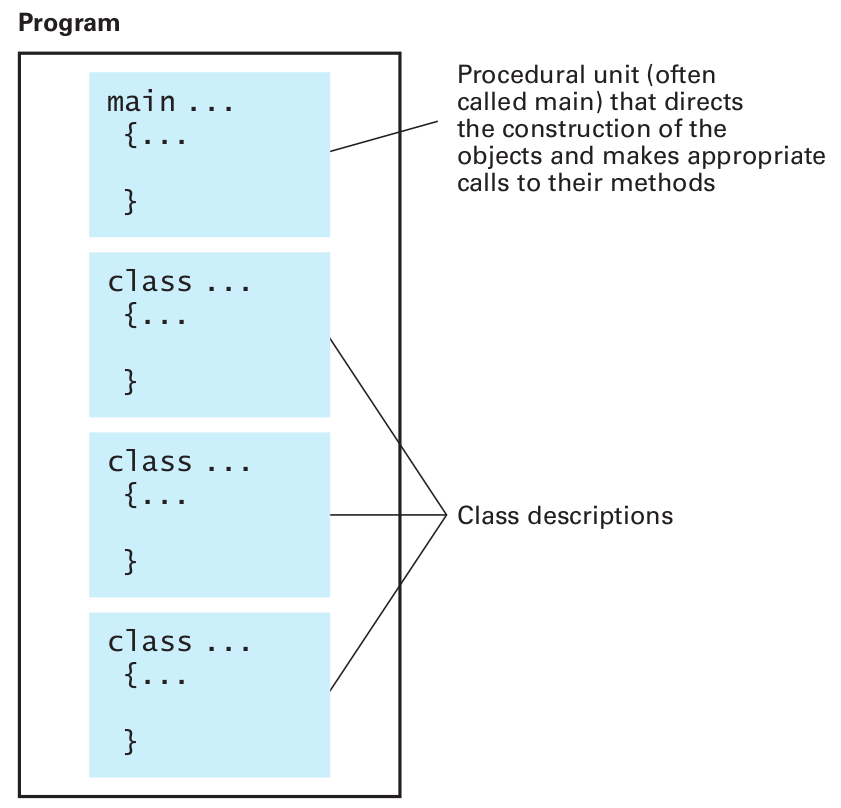 Program
main ...
{...
}
Procedural unit (often
called main) that directs
the construction of the
objects and makes appropriate
calls to their methods
class ...
{...
}
class ...
{...
}
Class descriptions
class ...
{...
}